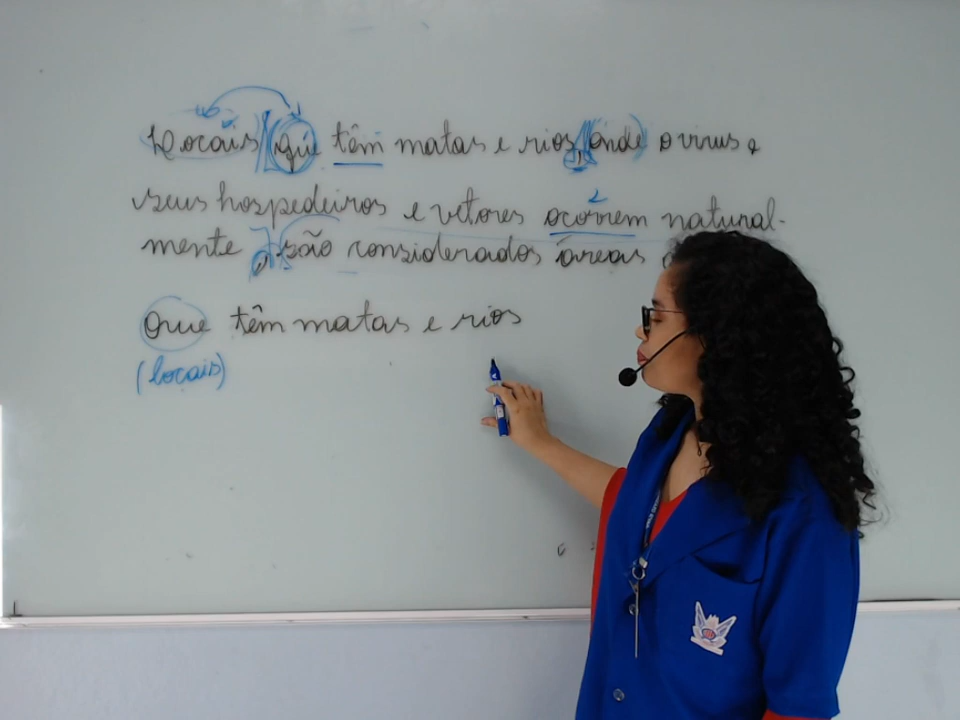 Locais que têm matas e rios, onde o vírus e
seus hospedeiros e vetores ocorrem natural-
mente, são considerados áreas
Que têm matas e rios
(locais)